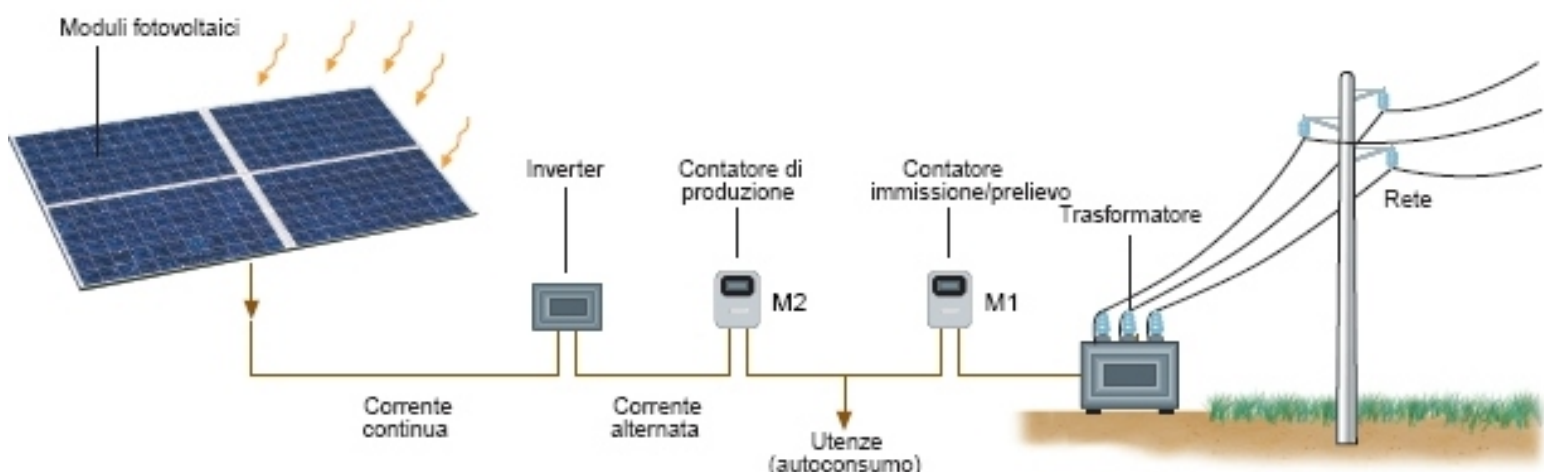 Moduli fotovoltaici
Inverter
Contatore di
produzione
Contatore
immissione/prelievo
Trasformatore
Rete
M2
M1
Corrente
continua
Corrente
alternata
Utenze
(autoconsumo)